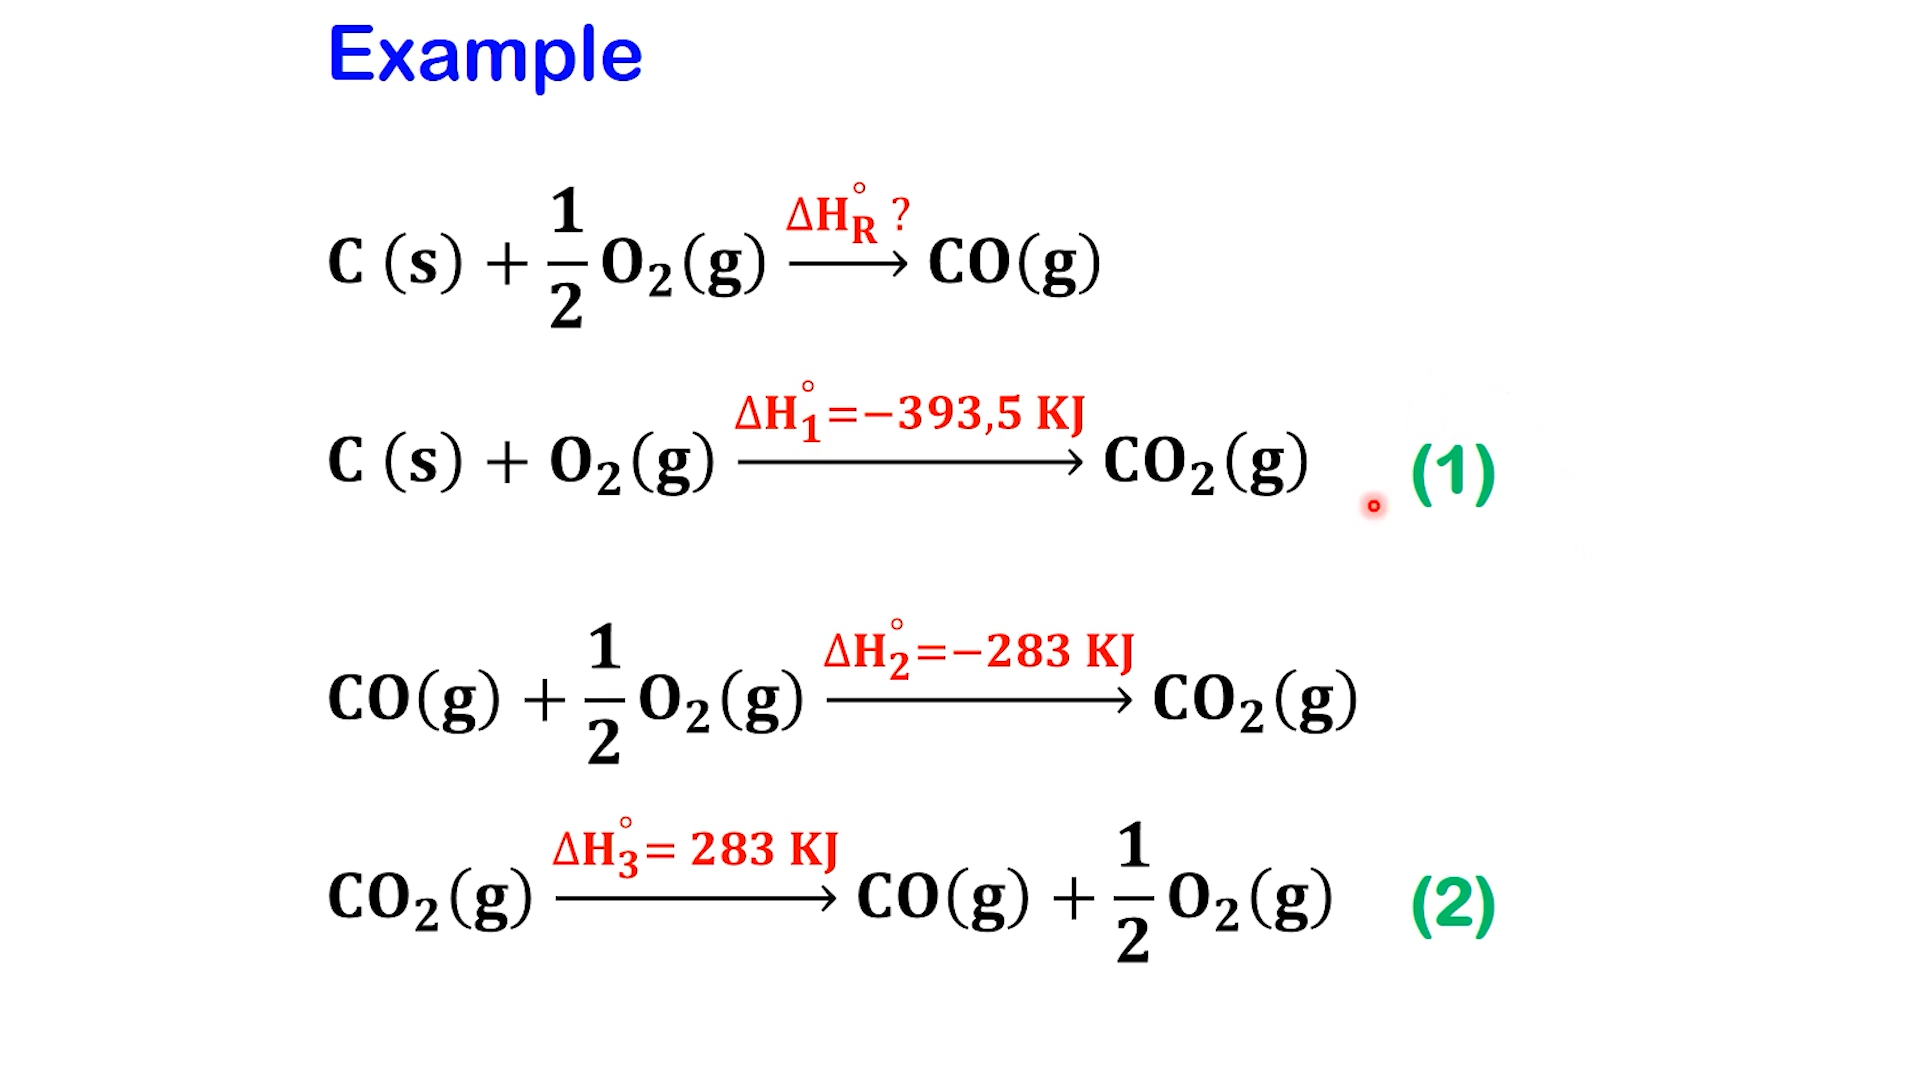 Example
C (s) + 1/2 O₂(g) —ΔH°R ?→ CO(g)
C (s) + O₂(g) —ΔH°₁=−393,5 KJ→ CO₂(g) (1)
CO(g) + 1/2 O₂(g) —ΔH°₂=−283 KJ→ CO₂(g)
CO₂(g) —ΔH°₃= 283 KJ→ CO(g) + 1/2 O₂(g) (2)